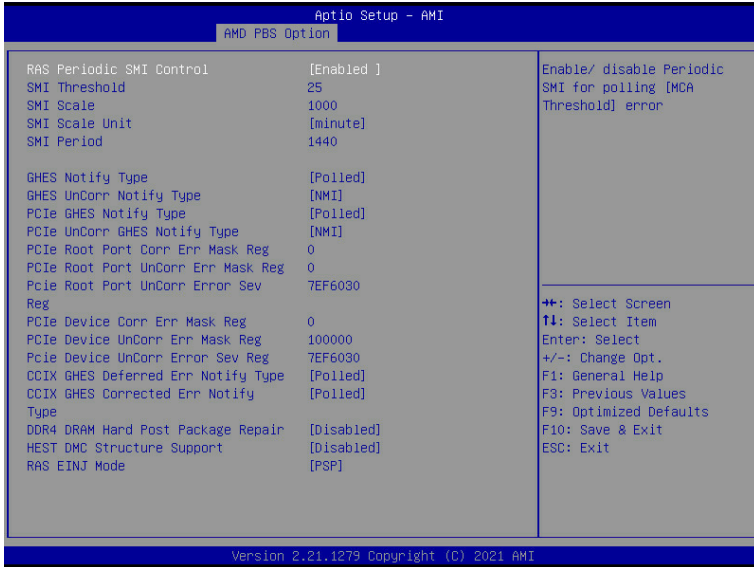 Aptio Setup - AMI
AMD PBS Option
RAS Periodic SMI Control [Enabled ]
SMI Threshold 25
SMI Scale 1000
SMI Scale Unit [minute]
SMI Period 1440
GHES Notify Type [Polled]
GHES UnCorr Notify Type [NMI]
PCIe GHES Notify Type [Polled]
PCIe UnCorr GHES Notify Type [NMI]
PCIe Root Port Corr Err Mask Reg 0
PCIe Root Port UnCorr Err Mask Reg 0
Pcie Root Port UnCorr Error Sev 7EF6030
Reg
PCIe Device Corr Err Mask Reg 0
PCIe Device UnCorr Err Mask Reg 100000
Pcie Device UnCorr Error Sev Reg 7EF6030
CCIX GHES Deferred Err Notify Type [Polled]
CCIX GHES Corrected Err Notify [Polled]
Type
DDR4 DRAM Hard Post Package Repair [Disabled]
HEST DMC Structure Support [Disabled]
RAS EINJ Mode [PSP]
Enable/ disable Periodic
SMI for polling [MCA
Threshold] error
→←: Select Screen
↑↓: Select Item
Enter: Select
+/-: Change Opt.
F1: General Help
F3: Previous Values
F9: Optimized Defaults
F10: Save & Exit
ESC: Exit
Version 2.21.1279 Copyright (C) 2021 AMI